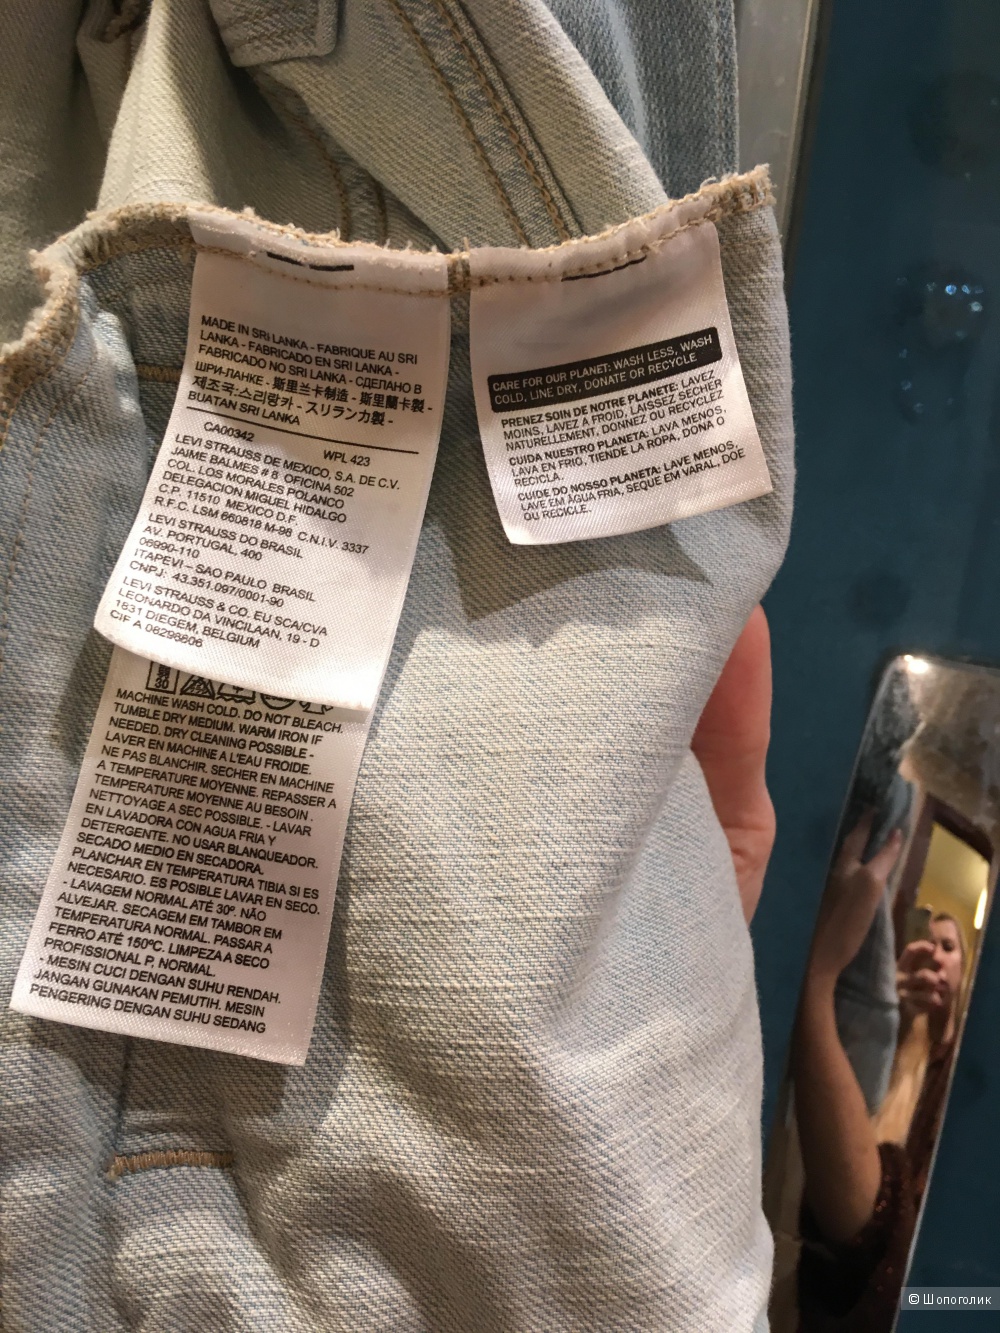 MADE IN SRI LANKA - FABRIQUE AU SRI
LANKA - FABRICADO EN SRI LANKA -
FABRICADO NO SRI LANKA - СДЕЛАНО В
ШРИ-ЛАНКЕ - 斯里兰卡制造 - 斯里蘭卡製 -
제조국:스리랑카 - スリランカ製 -
BUATAN SRI LANKA
CA00342
WPL 423
LEVI STRAUSS DE MEXICO, S.A. DE C.V.
JAIME BALMES # 8 OFICINA 502
COL. LOS MORALES POLANCO
DELEGACION MIGUEL HIDALGO
C.P. 11510 MEXICO D.F.
R.F.C. LSM 660818 M-98 C.N.I.V. 3337
LEVI STRAUSS DO BRASIL
AV. PORTUGAL, 400
06690-110
ITAPEVI – SAO PAULO BRASIL
CNPJ: 43.351.097/0001-90
LEVI STRAUSS & CO. EU SCA/CVA
LEONARDO DA VINCILAAN, 19 - D
1831 DIEGEM, BELGIUM
CIF A 08298606
30
MACHINE WASH COLD. DO NOT BLEACH.
TUMBLE DRY MEDIUM. WARM IRON IF
NEEDED. DRY CLEANING POSSIBLE -
LAVER EN MACHINE A L'EAU FROIDE.
NE PAS BLANCHIR. SECHER EN MACHINE
A TEMPERATURE MOYENNE. REPASSER A
TEMPERATURE MOYENNE AU BESOIN.
NETTOYAGE A SEC POSSIBLE. - LAVAR
EN LAVADORA CON AGUA FRIA Y
DETERGENTE. NO USAR BLANQUEADOR.
SECADO MEDIO EN SECADORA.
PLANCHAR EN TEMPERATURA TIBIA SI ES
NECESARIO. ES POSIBLE LAVAR EN SECO.
- LAVAGEM NORMAL ATÉ 30º. NÃO
ALVEJAR. SECAGEM EM TAMBOR EM
TEMPERATURA NORMAL. PASSAR A
FERRO ATÉ 150ºC. LIMPEZA A SECO
PROFISSIONAL P, NORMAL.
- MESIN CUCI DENGAN SUHU RENDAH.
JANGAN GUNAKAN PEMUTIH. MESIN
PENGERING DENGAN SUHU SEDANG
CARE FOR OUR PLANET: WASH LESS, WASH
COLD, LINE DRY, DONATE OR RECYCLE
PRENEZ SOIN DE NOTRE PLANETE: LAVEZ
MOINS, LAVEZ A FROID, LAISSEZ SECHER
NATURELLEMENT, DONNEZ OU RECYCLEZ
CUIDA NUESTRO PLANETA: LAVA MENOS,
LAVA EN FRIO, TIENDE LA ROPA, DONA O
RECICLA.
CUIDE DO NOSSO PLANETA: LAVE MENOS,
LAVE EM ÁGUA FRIA, SEQUE EM VARAL, DOE
OU RECICLE.
© Шопоголик